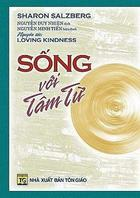 SHARON SALZBERG
NGUYỄN DUY NHIÊN dịch
NGUYỄN MINH TIẾN hiệu đính
Nguyên tác
LOVING KINDNESS
SỐNG
với
Tâm Từ
NHÀ XUẤT BẢN TÔN GIÁO